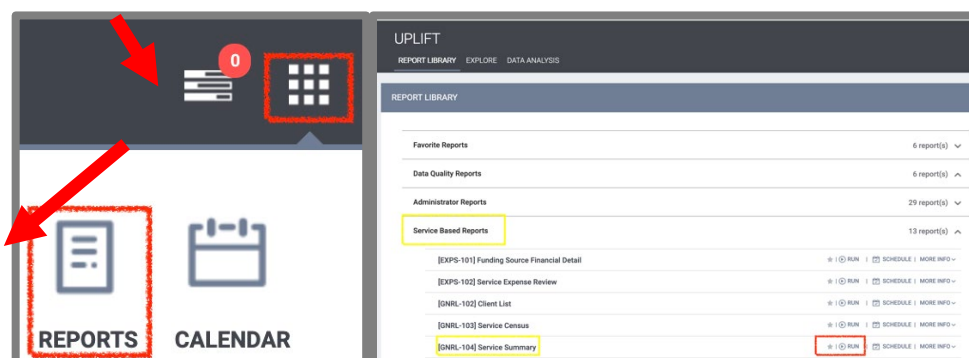 0
REPORTS CALENDAR
UPLIFT
REPORT LIBRARY EXPLORE DATA ANALYSIS
REPORT LIBRARY
Favorite Reports 6 report(s)
Data Quality Reports 6 report(s)
Administrator Reports 29 report(s)
Service Based Reports 13 report(s)
[EXPS-101] Funding Source Financial Detail | RUN | SCHEDULE | MORE INFO
[EXPS-102] Service Expense Review | RUN | SCHEDULE | MORE INFO
[GNRL-102] Client List | RUN | SCHEDULE | MORE INFO
[GNRL-103] Service Census | RUN | SCHEDULE | MORE INFO
[GNRL-104] Service Summary | RUN | SCHEDULE | MORE INFO